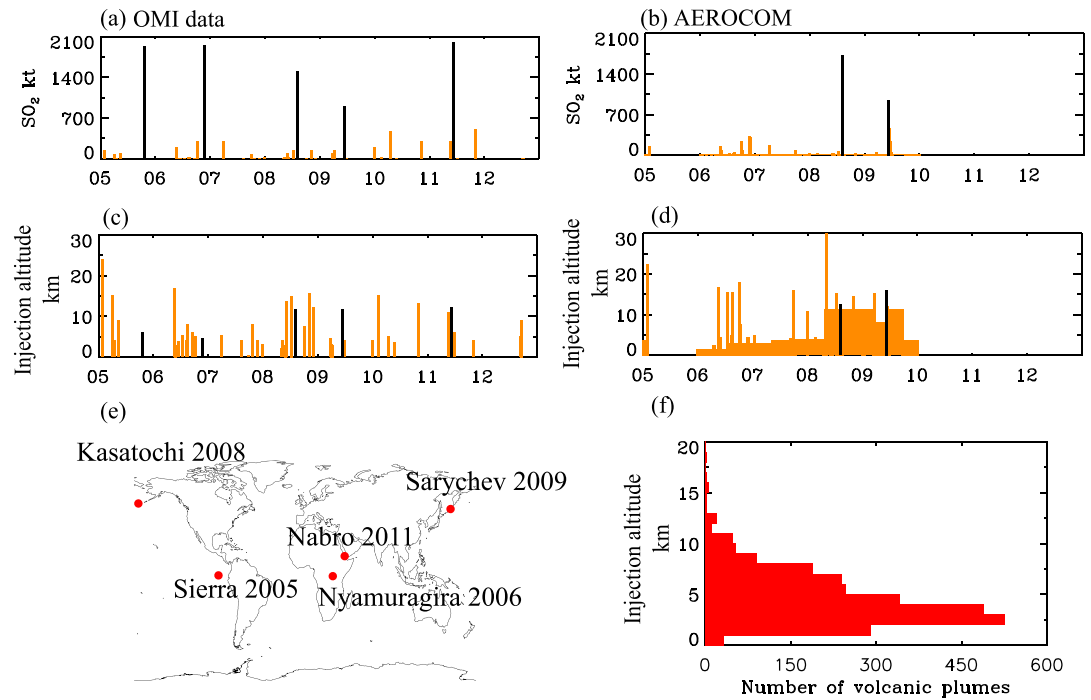 (a) OMI data
SO2 kt
2100
1400
700
0
05 06 07 08 09 10 11 12
(b) AEROCOM
SO2 kt
2100
1400
700
0
05 06 07 08 09 10 11 12
(c)
Injection altitude
km
30
20
10
0
05 06 07 08 09 10 11 12
(d)
Injection altitude
km
30
20
10
0
05 06 07 08 09 10 11 12
(e)
Kasatochi 2008
Sarychev 2009
Nabro 2011
Sierra 2005
Nyamuragira 2006
(f)
Injection altitude
km
20
15
10
5
0
0 150 300 450 600
Number of volcanic plumes